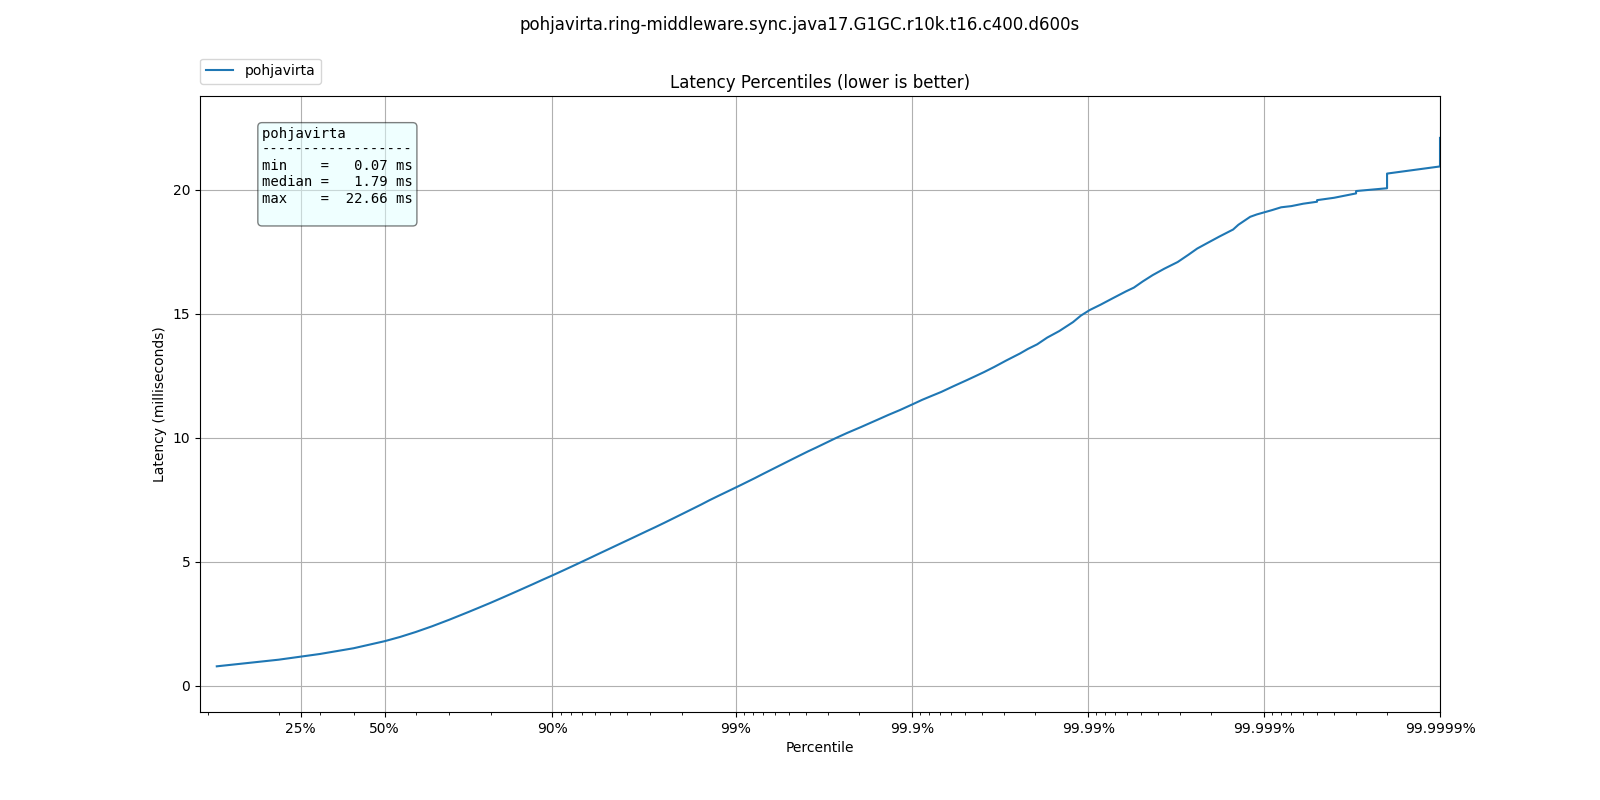 pohjavirta.ring-middleware.sync.java17.G1GC.r10k.t16.c400.d600s
pohjavirta
Latency Percentiles (lower is better)
pohjavirta
------------------
min    =   0.07 ms
median =   1.79 ms
max    =  22.66 ms
Latency (milliseconds)
20
15
10
5
0
25% 50% 90% 99% 99.9% 99.99% 99.999% 99.9999%
Percentile